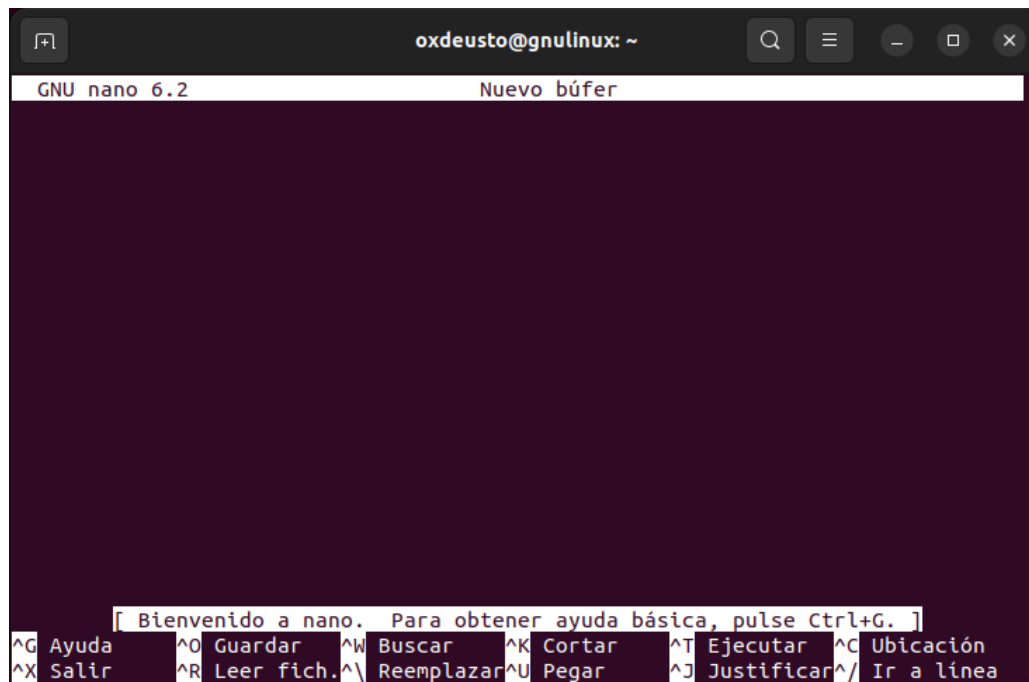 oxdeusto@gnulinux: ~
GNU nano 6.2 Nuevo búfer
[ Bienvenido a nano.  Para obtener ayuda básica, pulse Ctrl+G. ]
^G Ayuda ^O Guardar ^W Buscar ^K Cortar ^T Ejecutar ^C Ubicación
^X Salir ^R Leer fich.^\ Reemplazar^U Pegar ^J Justificar^/ Ir a línea